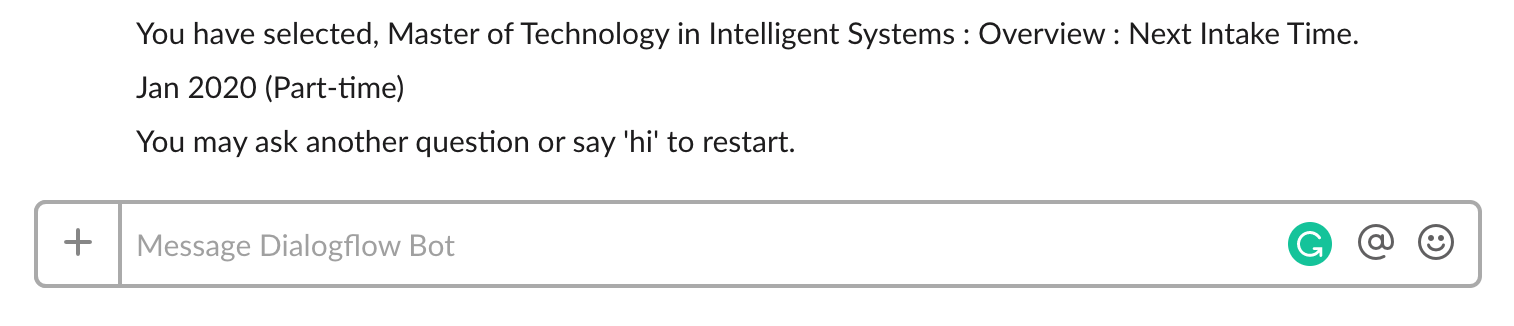 You have selected, Master of Technology in Intelligent Systems : Overview : Next Intake Time.
Jan 2020 (Part-time)
You may ask another question or say 'hi' to restart.
Message Dialogflow Bot